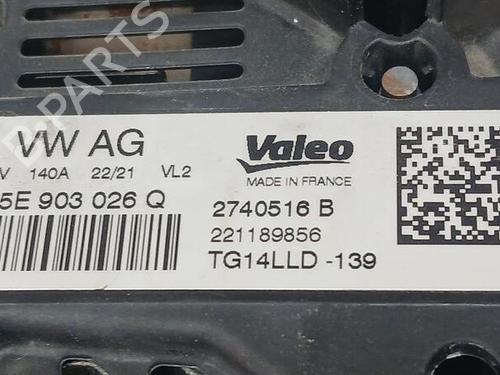 B-PARTS
VW AG
V 140A 22/21 VL2
5E 903 026 Q
Valeo
MADE IN FRANCE
2740516 B
221189856
TG14LLD -139